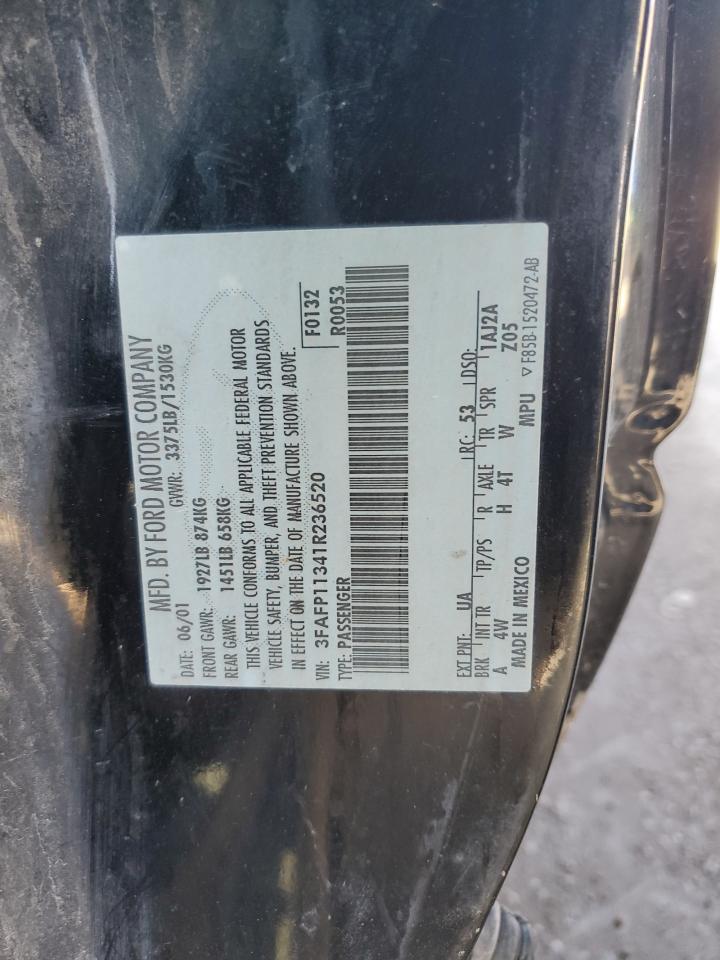 MFD. BY FORD MOTOR COMPANY
DATE: 06/01 GVWR: 3375LB/1530KG
FRONT GAWR: 1927LB 874KG
REAR GAWR: 1451LB 658KG
THIS VEHICLE CONFORMS TO ALL APPLICABLE FEDERAL MOTOR
VEHICLE SAFETY, BUMPER, AND THEFT PREVENTION STANDARDS
IN EFFECT ON THE DATE OF MANUFACTURE SHOWN ABOVE.
VIN: 3FAFP11341R236520 F0132
TYPE: PASSENGER R0053
EXT PNT: UA RC: 53 DSO:
BRK INT TR TP/PS R AXLE TR SPR 1AJ2A
A 4W H 4T W Z05
MADE IN MEXICO MPU ▽F85B-1520472-AB